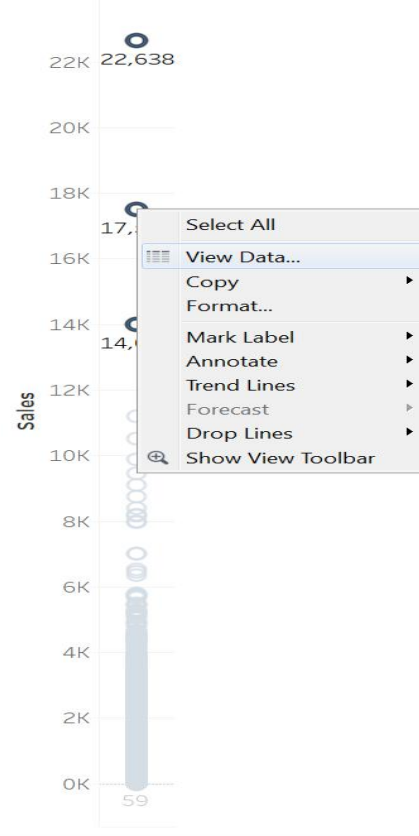 22K
22,638
20K
18K
17,
16K
14K
14,
12K
10K
8K
6K
4K
2K
0K
59
Sales
Select All
View Data...
Copy
Format...
Mark Label
Annotate
Trend Lines
Forecast
Drop Lines
Show View Toolbar